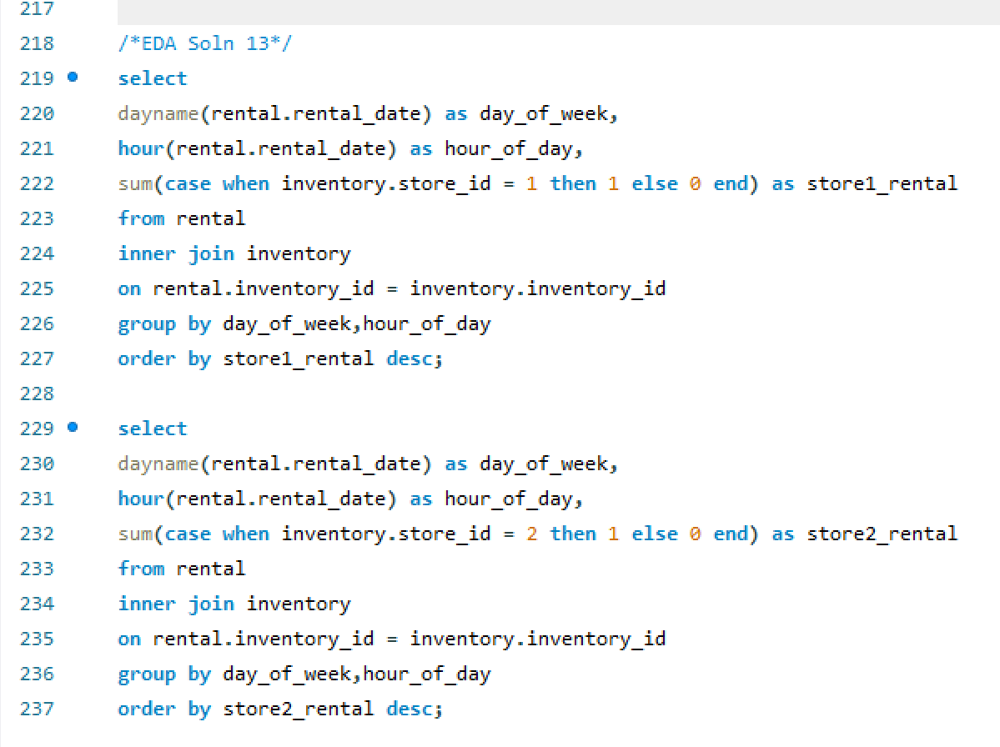 217
218 /*EDA Soln 13*/
219 select
220 dayname(rental.rental_date) as day_of_week,
221 hour(rental.rental_date) as hour_of_day,
222 sum(case when inventory.store_id = 1 then 1 else 0 end) as store1_rental
223 from rental
224 inner join inventory
225 on rental.inventory_id = inventory.inventory_id
226 group by day_of_week,hour_of_day
227 order by store1_rental desc;
228
229 select
230 dayname(rental.rental_date) as day_of_week,
231 hour(rental.rental_date) as hour_of_day,
232 sum(case when inventory.store_id = 2 then 1 else 0 end) as store2_rental
233 from rental
234 inner join inventory
235 on rental.inventory_id = inventory.inventory_id
236 group by day_of_week,hour_of_day
237 order by store2_rental desc;